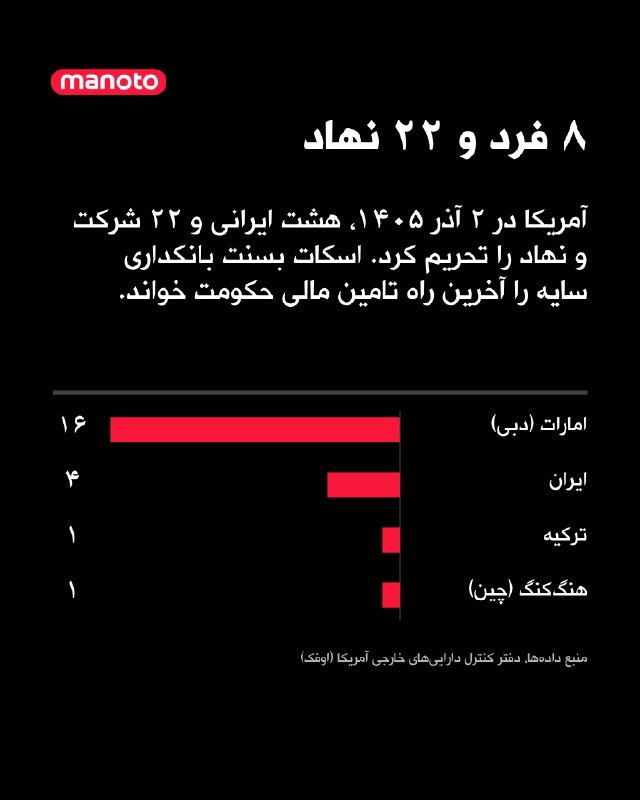 manoto
۸ فرد و ۲۲ نهاد
آمریکا در ۲ آذر ۱۴۰۵، هشت ایرانی و ۲۲ شرکت
و نهاد را تحریم کرد. اسکات بسنت بانکداری
سایه را آخرین راه تامین مالی حکومت خواند.
امارات (دبی) ۱۶
ایران ۴
ترکیه ۱
هنگ‌کنگ (چین) ۱
منبع داده‌ها، دفتر کنترل دارایی‌های خارجی آمریکا (اوفک)